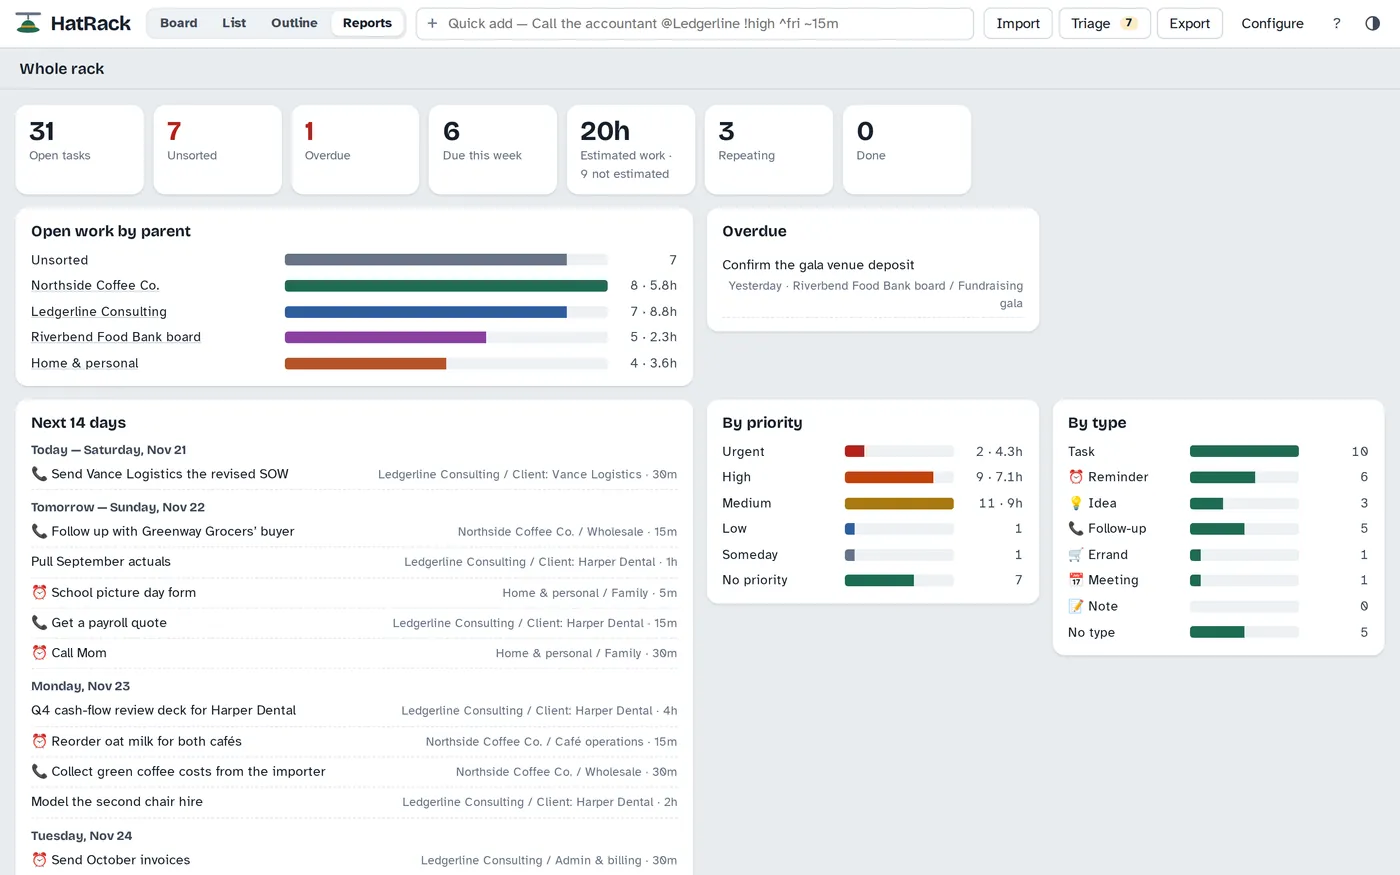 HatRack
Board List Outline Reports
+ Quick add — Call the accountant @Ledgerline !high ^fri ~15m
Import Triage 7 Export Configure ?
Whole rack
31
Open tasks
7
Unsorted
1
Overdue
6
Due this week
20h
Estimated work ·
9 not estimated
3
Repeating
0
Done
Open work by parent
Unsorted 7
Northside Coffee Co. 8 · 5.8h
Ledgerline Consulting 7 · 8.8h
Riverbend Food Bank board 5 · 2.3h
Home & personal 4 · 3.6h
Overdue
Confirm the gala venue deposit
Yesterday · Riverbend Food Bank board / Fundraising
gala
Next 14 days
Today — Saturday, Nov 21
📞 Send Vance Logistics the revised SOW Ledgerline Consulting / Client: Vance Logistics · 30m
Tomorrow — Sunday, Nov 22
📞 Follow up with Greenway Grocers’ buyer Northside Coffee Co. / Wholesale · 15m
Pull September actuals Ledgerline Consulting / Client: Harper Dental · 1h
⏰ School picture day form Home & personal / Family · 5m
📞 Get a payroll quote Ledgerline Consulting / Client: Harper Dental · 15m
⏰ Call Mom Home & personal / Family · 30m
Monday, Nov 23
Q4 cash-flow review deck for Harper Dental Ledgerline Consulting / Client: Harper Dental · 4h
⏰ Reorder oat milk for both cafés Northside Coffee Co. / Café operations · 15m
📞 Collect green coffee costs from the importer Northside Coffee Co. / Wholesale · 30m
Model the second chair hire Ledgerline Consulting / Client: Harper Dental · 2h
Tuesday, Nov 24
⏰ Send October invoices Ledgerline Consulting / Admin & billing · 30m
By priority
Urgent 2 · 4.3h
High 9 · 7.1h
Medium 11 · 9h
Low 1
Someday 1
No priority 7
By type
Task 10
⏰ Reminder 6
💡 Idea 3
📞 Follow-up 5
🛒 Errand 1
📅 Meeting 1
📝 Note 0
No type 5